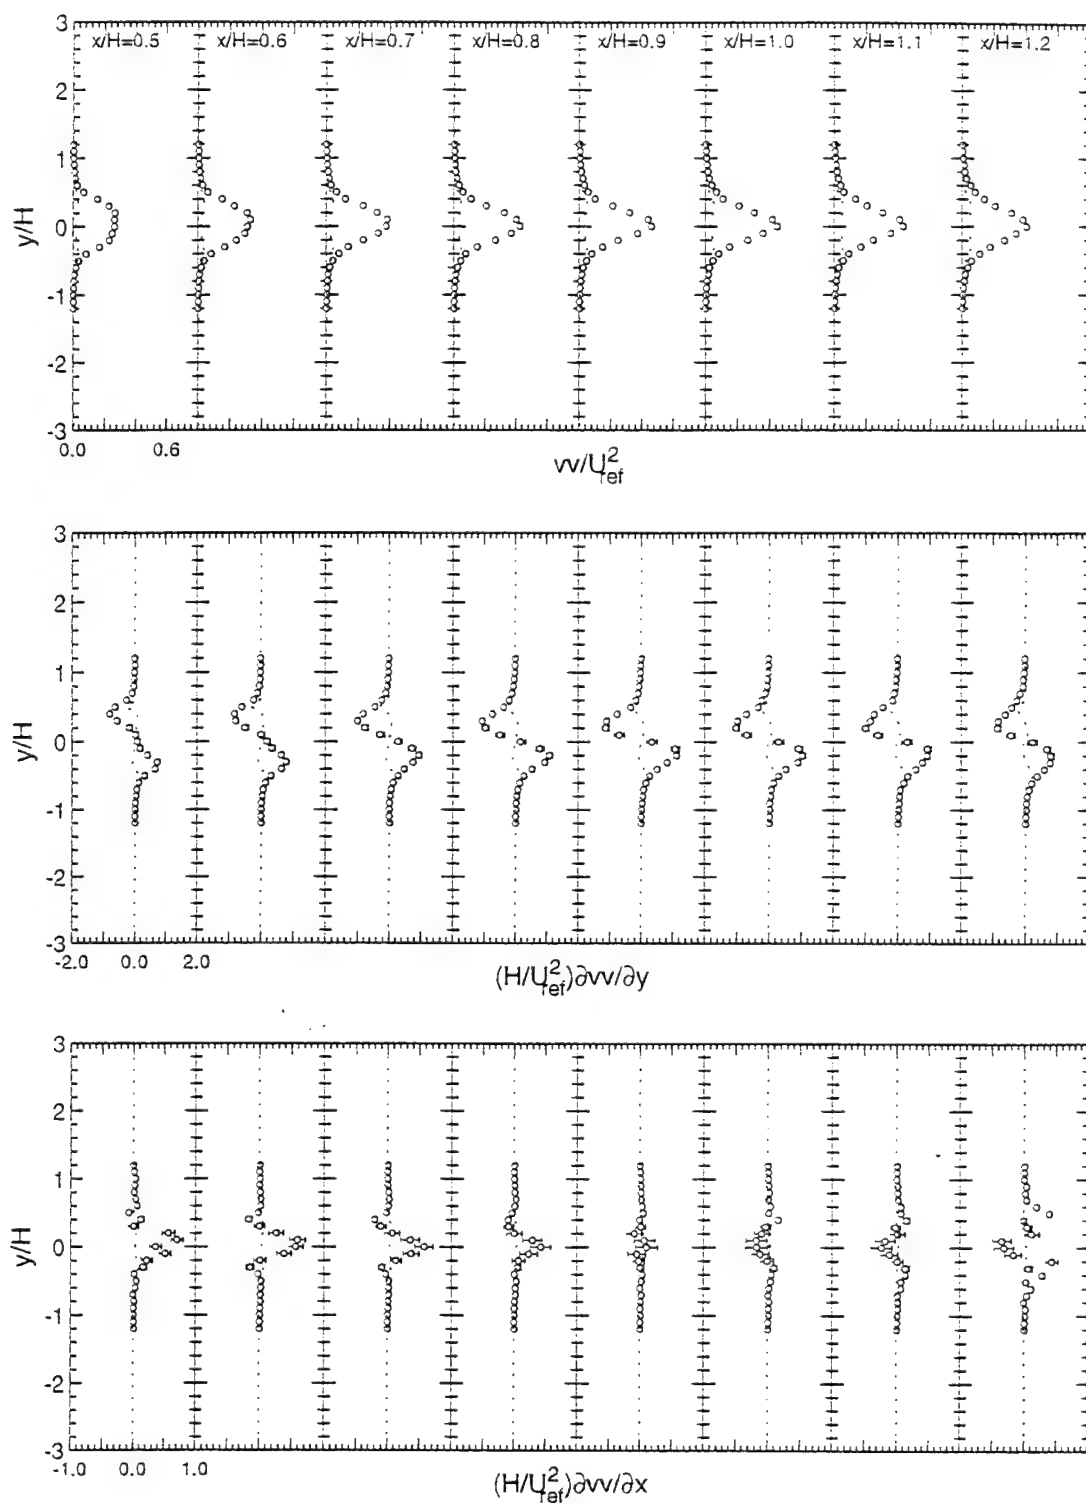 3
x/H=0.5 x/H=0.6 x/H=0.7 x/H=0.8 x/H=0.9 x/H=1.0 x/H=1.1 x/H=1.2
2
1
y/H
0
-1
-2
-3
0.0 0.6
vv/U²ref
3
2
1
y/H
0
-1
-2
-3
-2.0 0.0 2.0
(H/U²ref)∂vv/∂y
3
2
1
y/H
0
-1
-2
-3
-1.0 0.0 1.0
(H/U²ref)∂vv/∂x